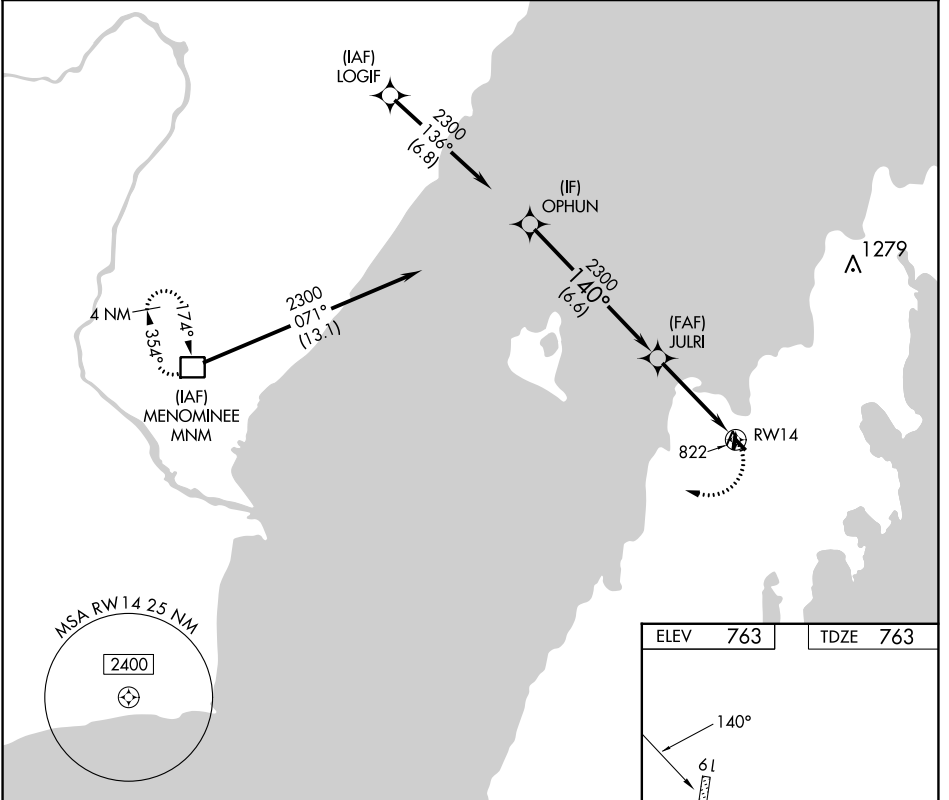 (IAF)
LOGIF
2300
136°
(6.8)
(IF)
OPHUN
1279
2300
140°
(6.6)
2300
071°
(13.1)
4 NM
174°
354°
(FAF)
JULRI
(IAF)
MENOMINEE
MNM
RW14
822
MSA RW14 25 NM
2400
ELEV 763
TDZE 763
140°
19